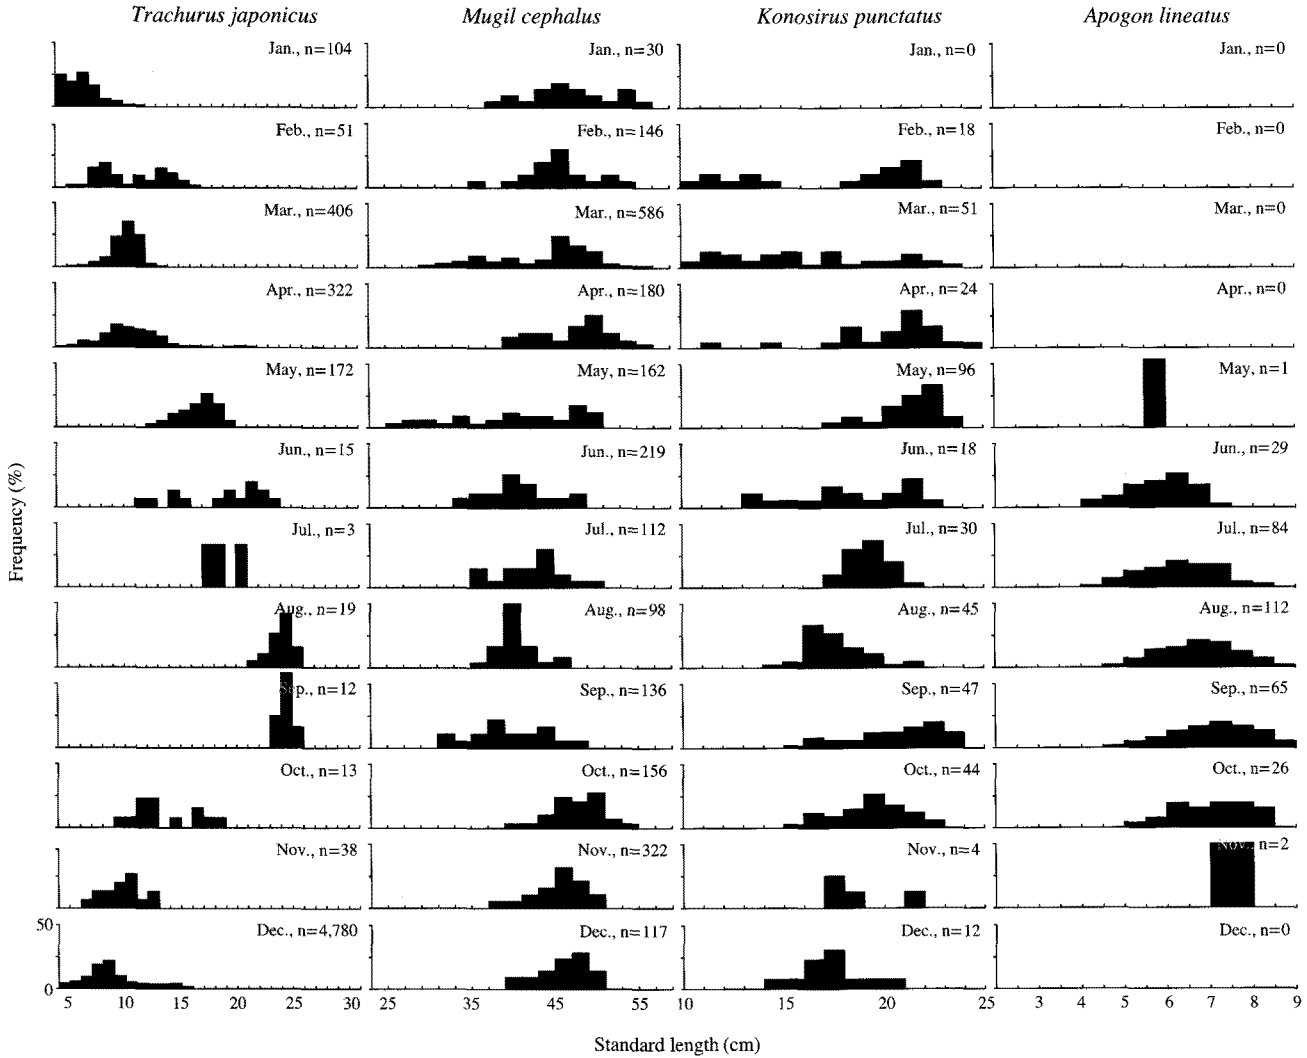 Trachurus japonicus Mugil cephalus Konosirus punctatus Apogon lineatus
Jan., n=104 Jan., n=30 Jan., n=0 Jan., n=0
Feb., n=51 Feb., n=146 Feb., n=18 Feb., n=0
Mar., n=406 Mar., n=586 Mar., n=51 Mar., n=0
Apr., n=322 Apr., n=180 Apr., n=24 Apr., n=0
May, n=172 May, n=162 May, n=96 May, n=1
Jun., n=15 Jun., n=219 Jun., n=18 Jun., n=29
Jul., n=3 Jul., n=112 Jul., n=30 Jul., n=84
Aug., n=19 Aug., n=98 Aug., n=45 Aug., n=112
Sep., n=12 Sep., n=136 Sep., n=47 Sep., n=65
Oct., n=13 Oct., n=156 Oct., n=44 Oct., n=26
Nov., n=38 Nov., n=322 Nov., n=4 Nov., n=2
Dec., n=4,780 Dec., n=117 Dec., n=12 Dec., n=0
Frequency (%)
50
0
5 10 15 20 25 30 25 35 45 55 10 15 20 25 3 4 5 6 7 8 9
Standard length (cm)